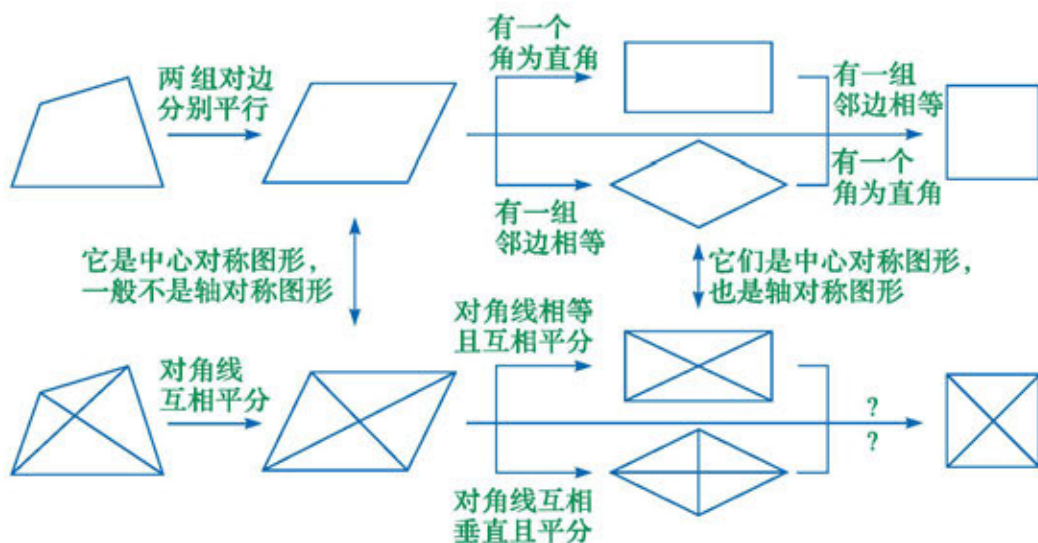 两组对边
分别平行
有一个
角为直角
有一组
邻边相等
有一组
邻边相等
有一个
角为直角
它是中心对称图形，
一般不是轴对称图形
它们是中心对称图形，
也是轴对称图形
对角线
互相平分
对角线相等
且互相平分
对角线互相
垂直且平分
?
?